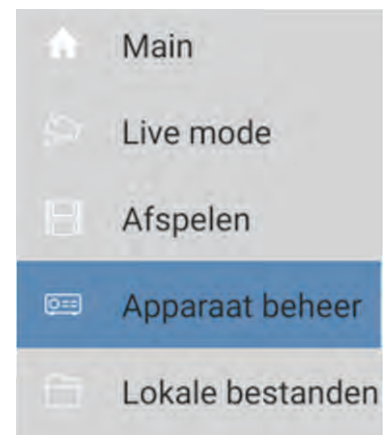 Main
Live mode
Afspelen
Apparaat beheer
Lokale bestanden